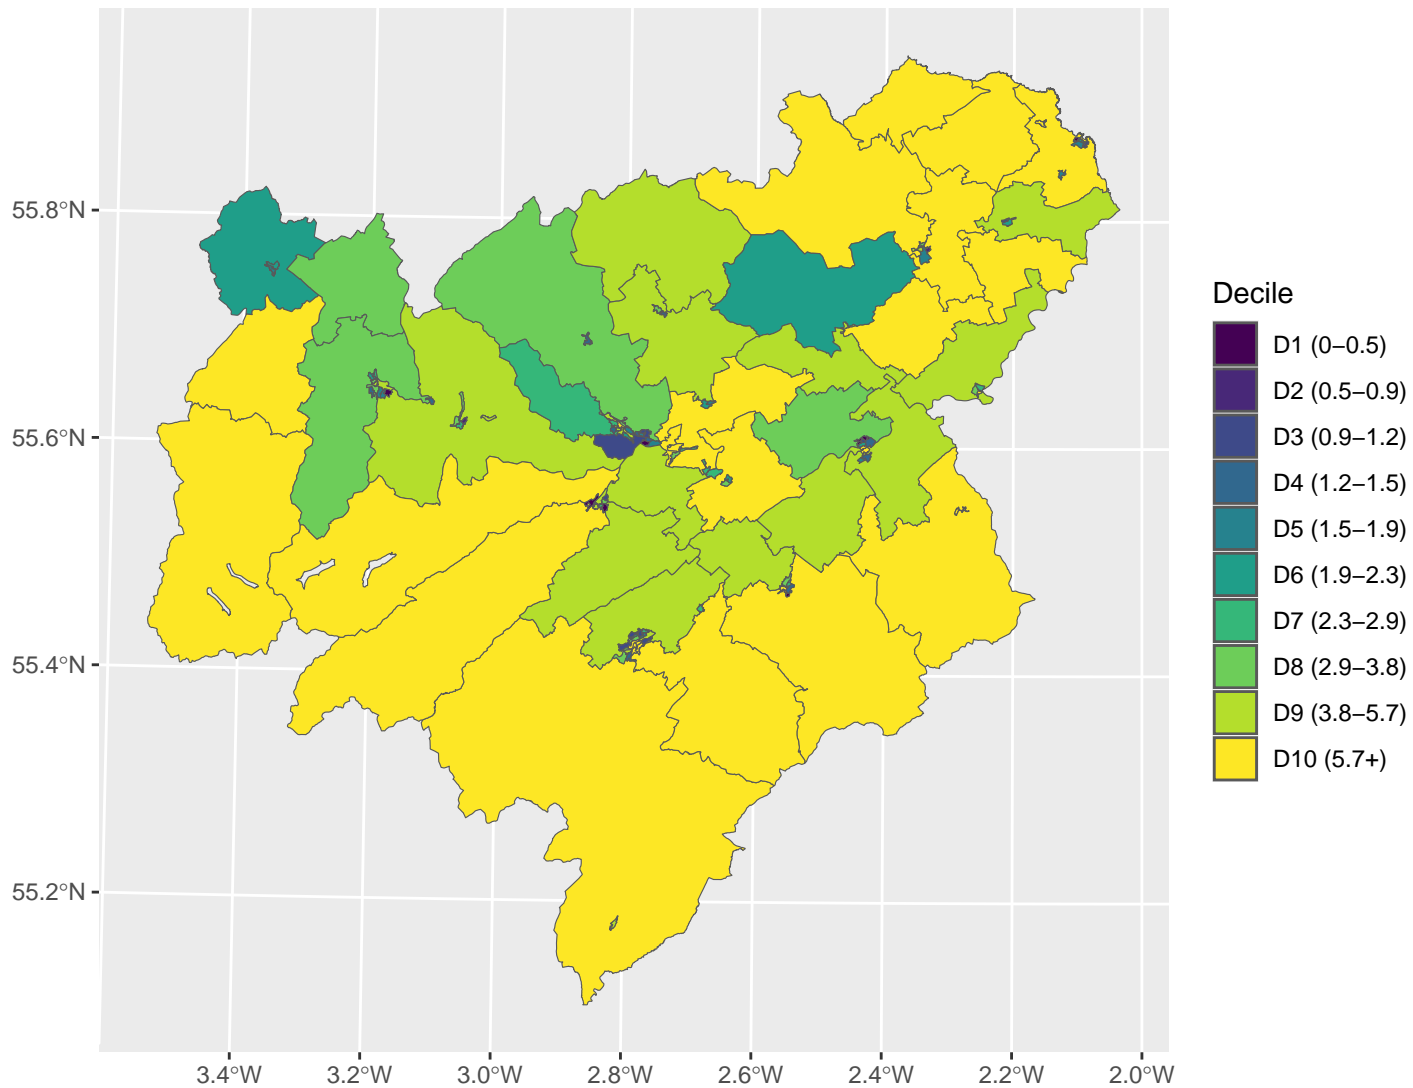 55.8°N
55.6°N
55.4°N
55.2°N
3.4°W 3.2°W 3.0°W 2.8°W 2.6°W 2.4°W 2.2°W 2.0°W
Decile
D1 (0−0.5)
D2 (0.5−0.9)
D3 (0.9−1.2)
D4 (1.2−1.5)
D5 (1.5−1.9)
D6 (1.9−2.3)
D7 (2.3−2.9)
D8 (2.9−3.8)
D9 (3.8−5.7)
D10 (5.7+)